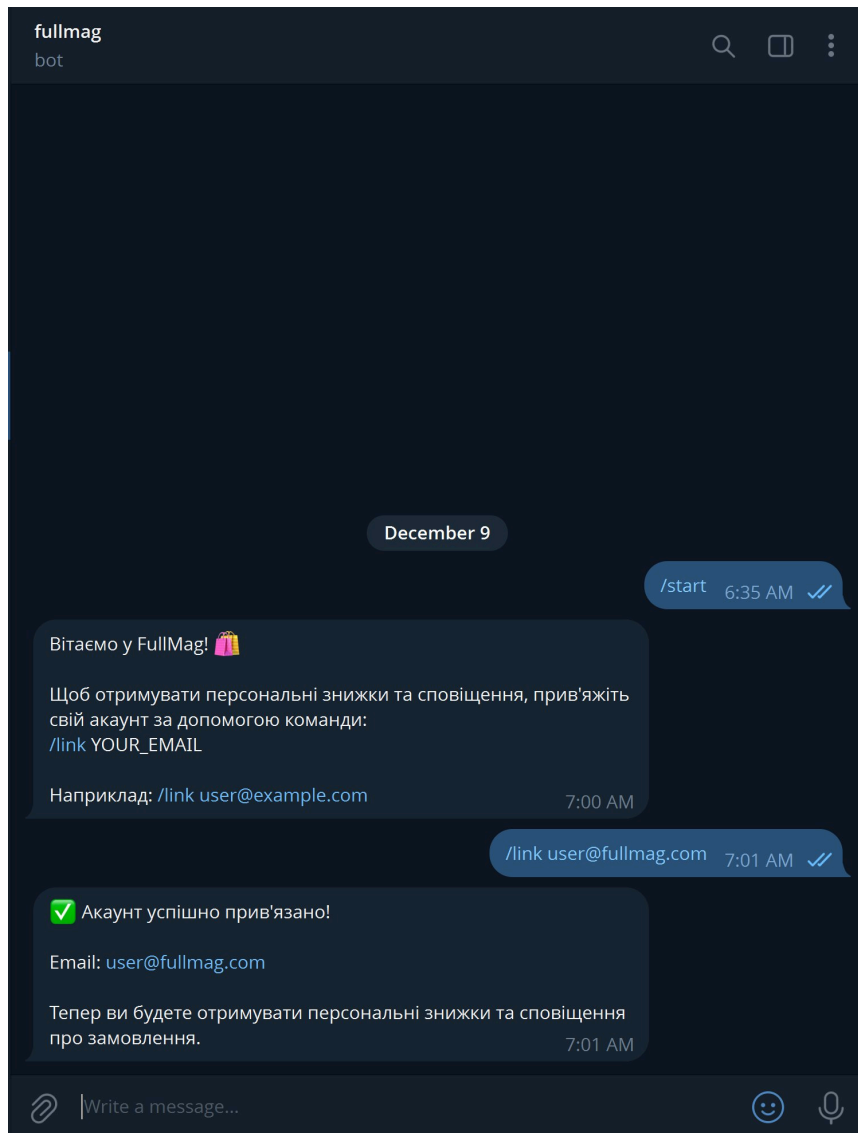 fullmag
bot
December 9
/start 6:35 AM
Вітаємо у FullMag! 🛍️
Щоб отримувати персональні знижки та сповіщення, прив'яжіть
свій акаунт за допомогою команди:
/link YOUR_EMAIL
Наприклад: /link user@example.com 7:00 AM
/link user@fullmag.com 7:01 AM
✅ Акаунт успішно прив'язано!
Email: user@fullmag.com
Тепер ви будете отримувати персональні знижки та сповіщення
про замовлення. 7:01 AM
Write a message...